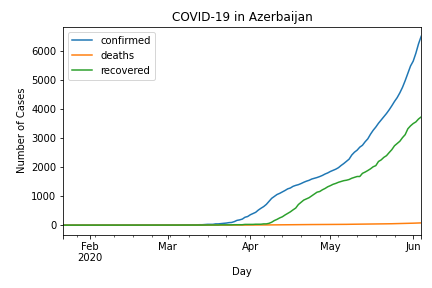 COVID-19 in Azerbaijan
confirmed
deaths
recovered
Number of Cases
6000
5000
4000
3000
2000
1000
0
Feb
2020
Mar
Apr
May
Jun
Day